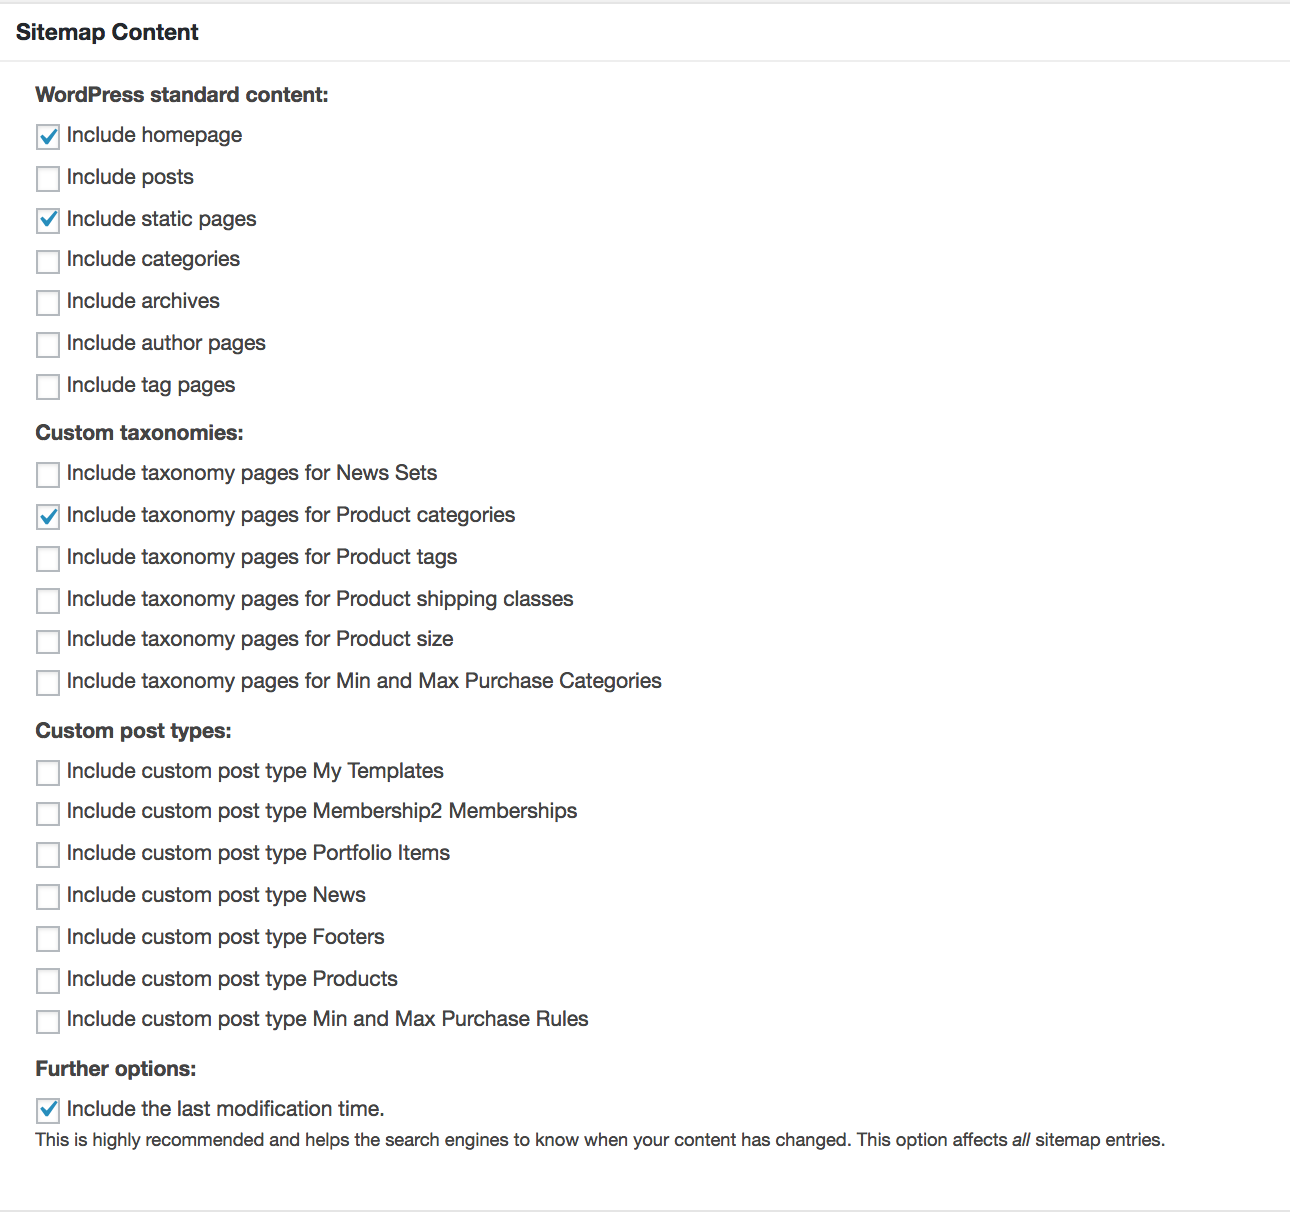 Sitemap Content
WordPress standard content:
Include homepage
Include posts
Include static pages
Include categories
Include archives
Include author pages
Include tag pages
Custom taxonomies:
Include taxonomy pages for News Sets
Include taxonomy pages for Product categories
Include taxonomy pages for Product tags
Include taxonomy pages for Product shipping classes
Include taxonomy pages for Product size
Include taxonomy pages for Min and Max Purchase Categories
Custom post types:
Include custom post type My Templates
Include custom post type Membership2 Memberships
Include custom post type Portfolio Items
Include custom post type News
Include custom post type Footers
Include custom post type Products
Include custom post type Min and Max Purchase Rules
Further options:
Include the last modification time.
This is highly recommended and helps the search engines to know when your content has changed. This option affects all sitemap entries.